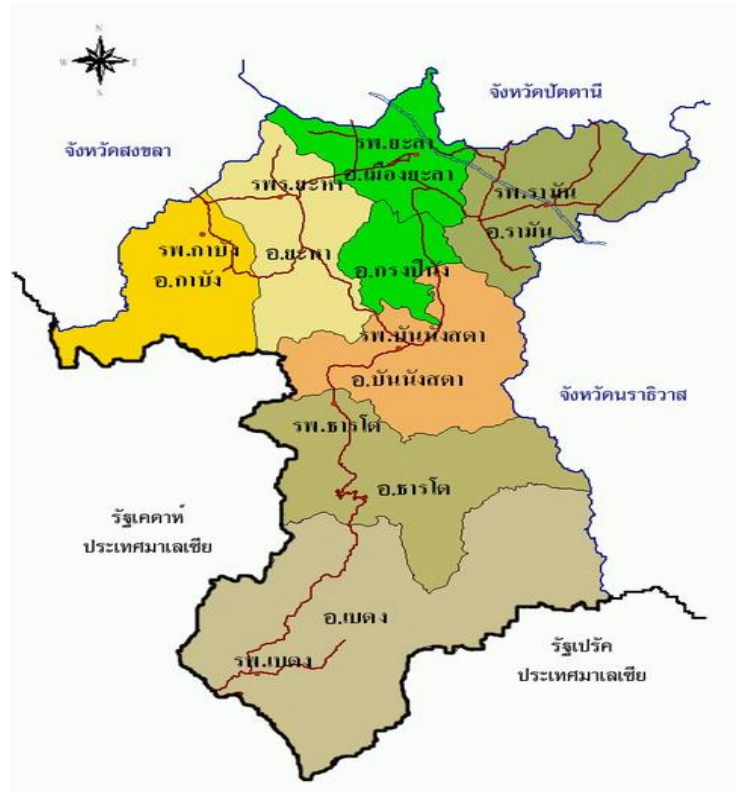 N
W E
S
จังหวัดปัตตานี
จังหวัดสงขลา
รพ.ยะลา
อ.เมืองยะลา
รพร.ยะหา
รพ.รามัน
อ.รามัน
รพ.กาบัง
อ.ยะหา
อ.กรงปินัง
อ.กาบัง
รพ.บันนังสตา
อ.บันนังสตา
จังหวัดนราธิวาส
รพ.ธารโต
อ.ธารโต
รัฐเคดาห์
ประเทศมาเลเซีย
อ.เบตง
รพ.เบตง
รัฐเปรัค
ประเทศมาเลเซีย